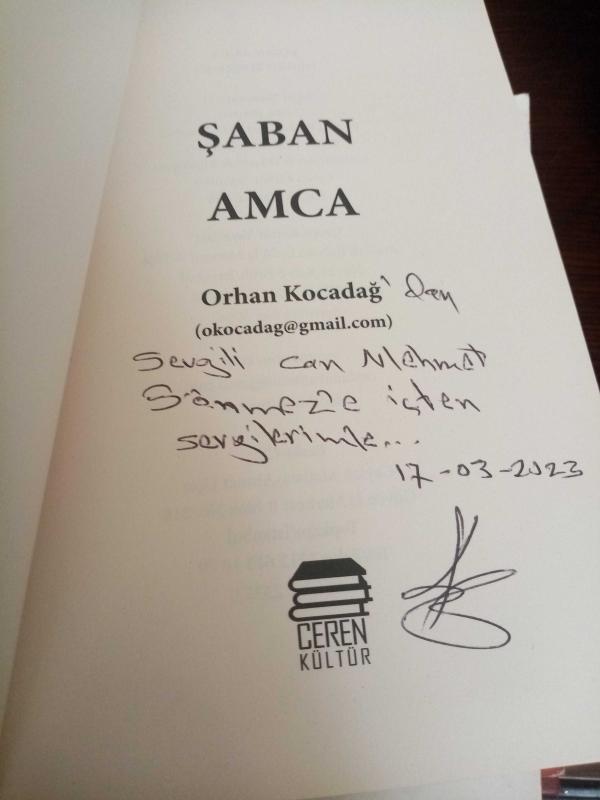 ŞABAN
AMCA
Orhan Kocadağ' dan
(okocadag@gmail.com)
Sevgili can Mehmet
Sönmez'e içten
sevgilerimle...
17-03-2023
CEREN
KÜLTÜR